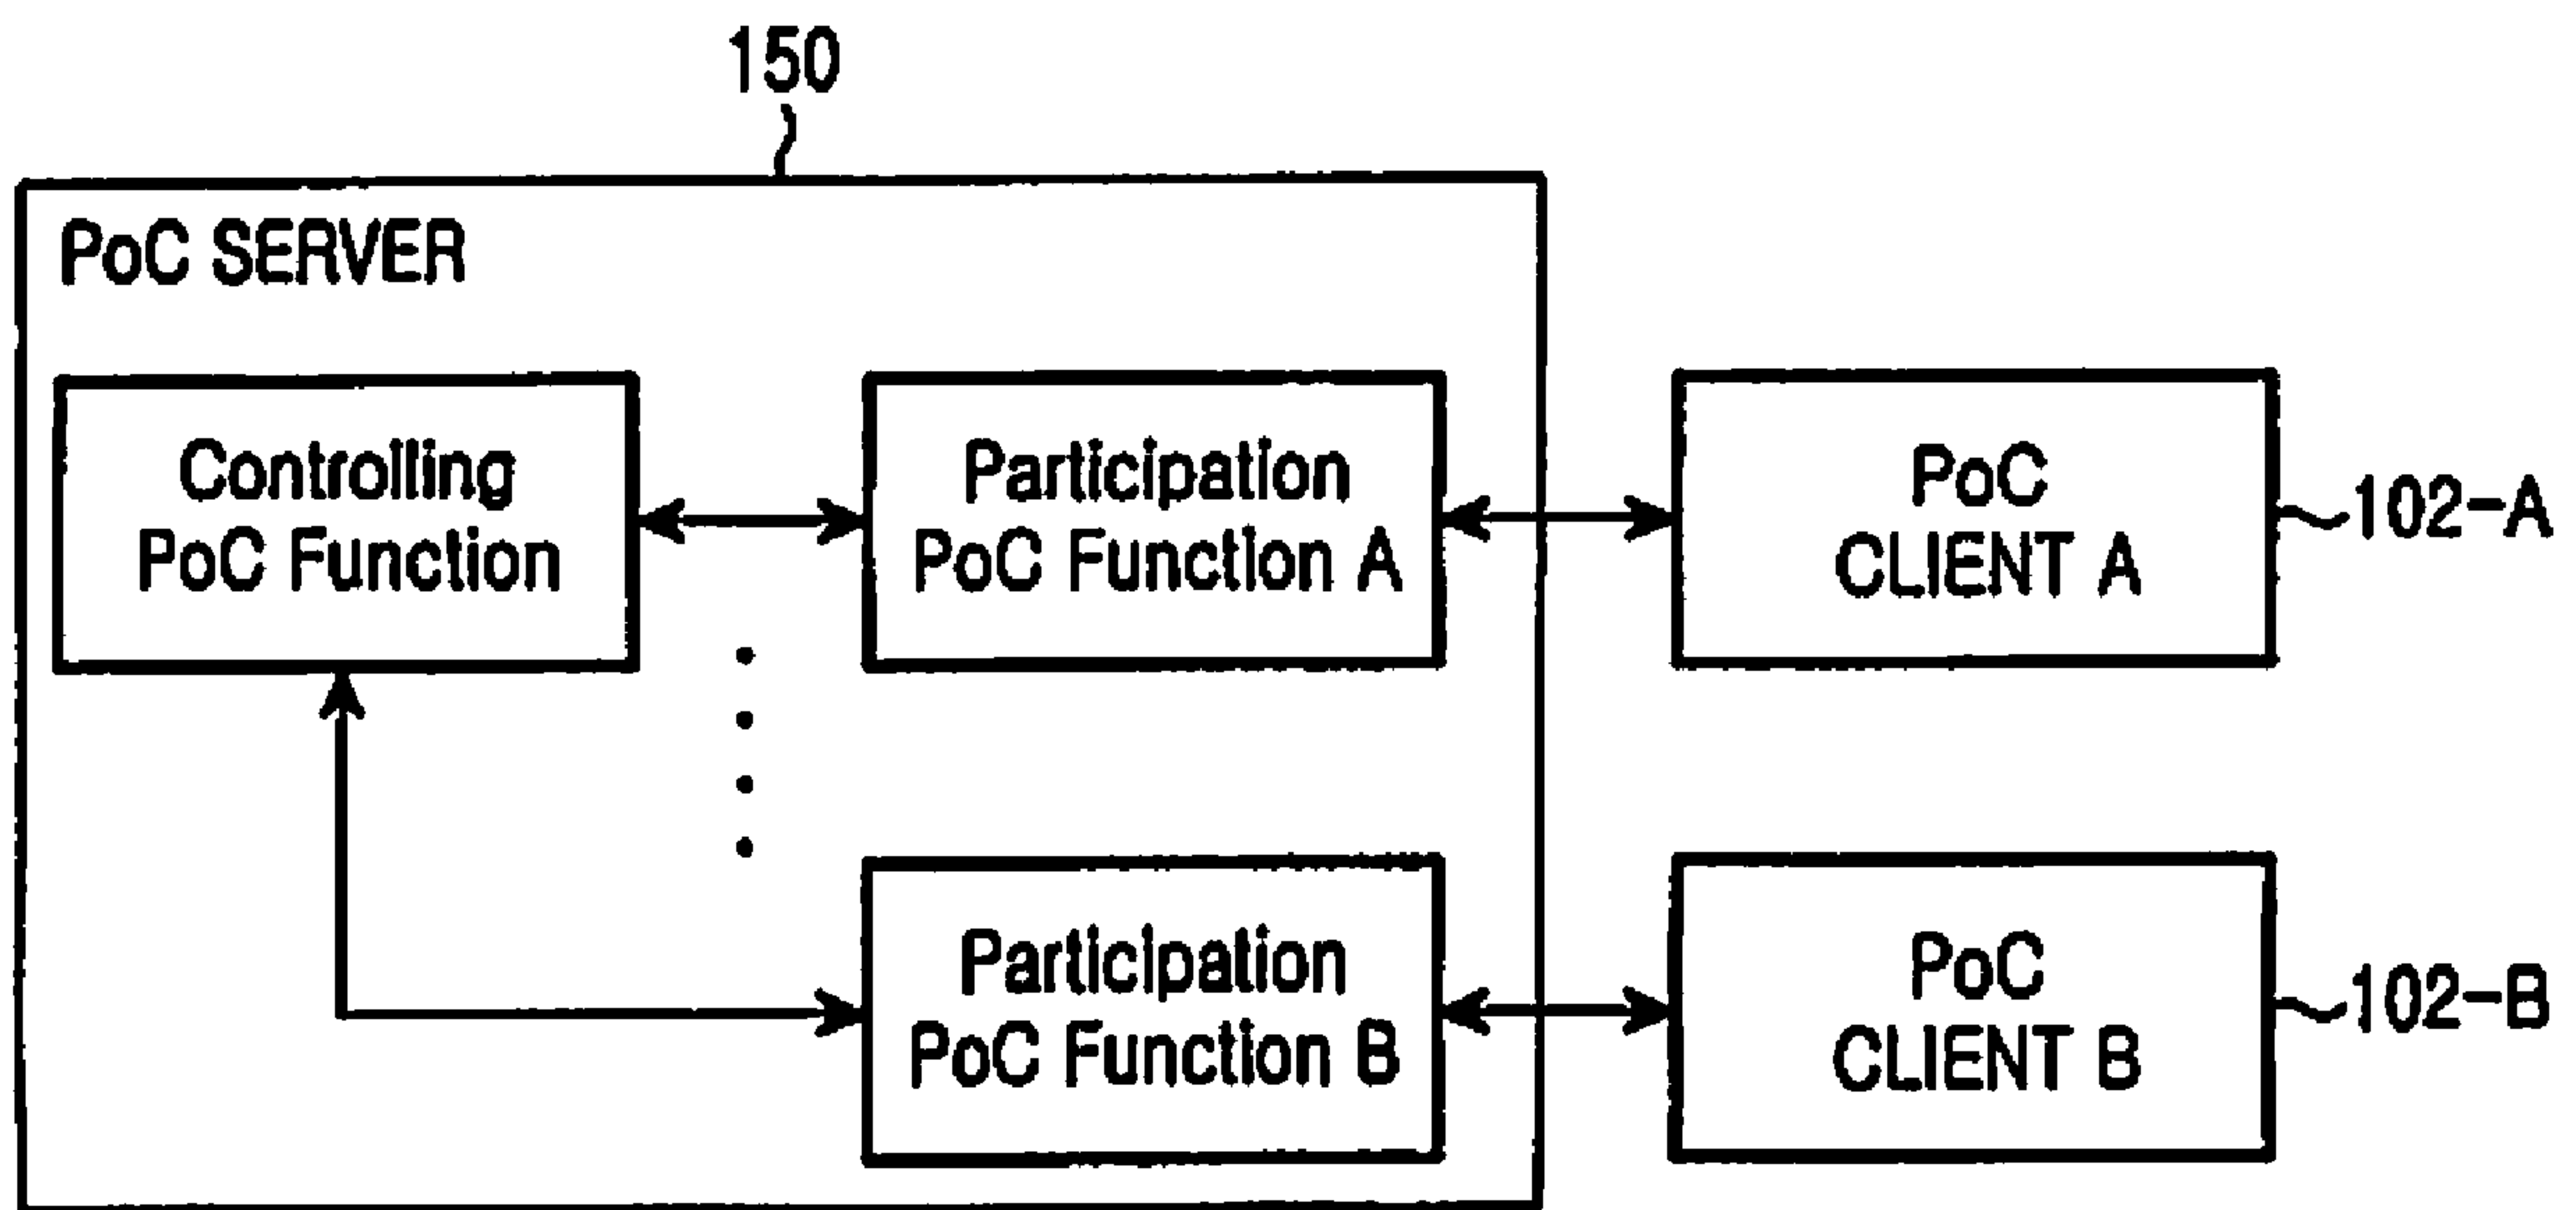 150
PoC SERVER
Controlling
PoC Function
Participation
PoC Function A
PoC
CLIENT A
102-A
Participation
PoC Function B
PoC
CLIENT B
102-B